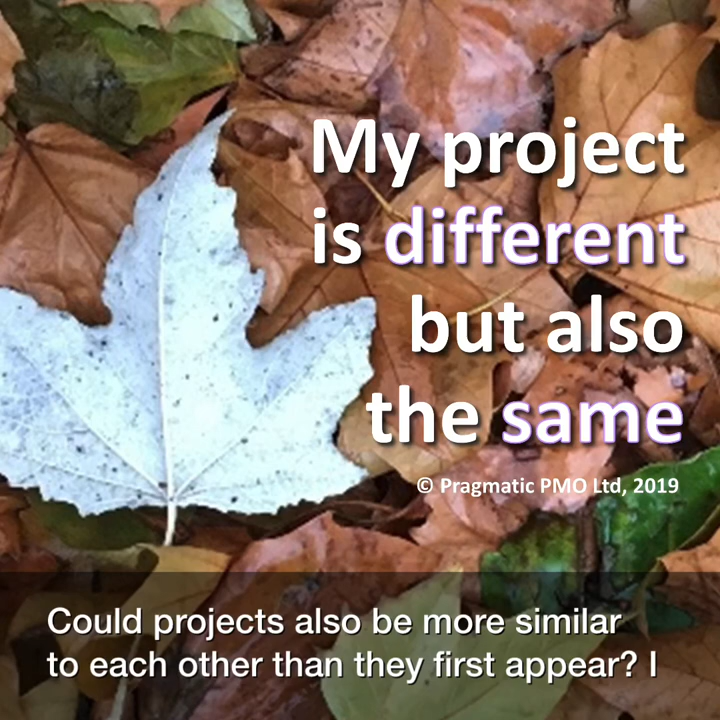 My project
is different
but also
the same
© Pragmatic PMO Ltd, 2019
Could projects also be more similar
to each other than they first appear? I